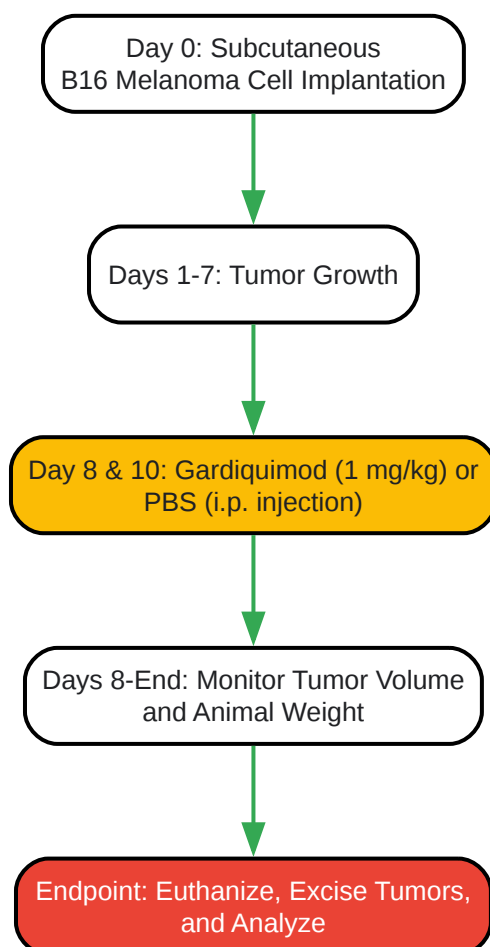 Day 0: Subcutaneous
B16 Melanoma Cell Implantation
Days 1-7: Tumor Growth
Day 8 & 10: Gardiquimod (1 mg/kg) or
PBS (i.p. injection)
Days 8-End: Monitor Tumor Volume
and Animal Weight
Endpoint: Euthanize, Excise Tumors,
and Analyze